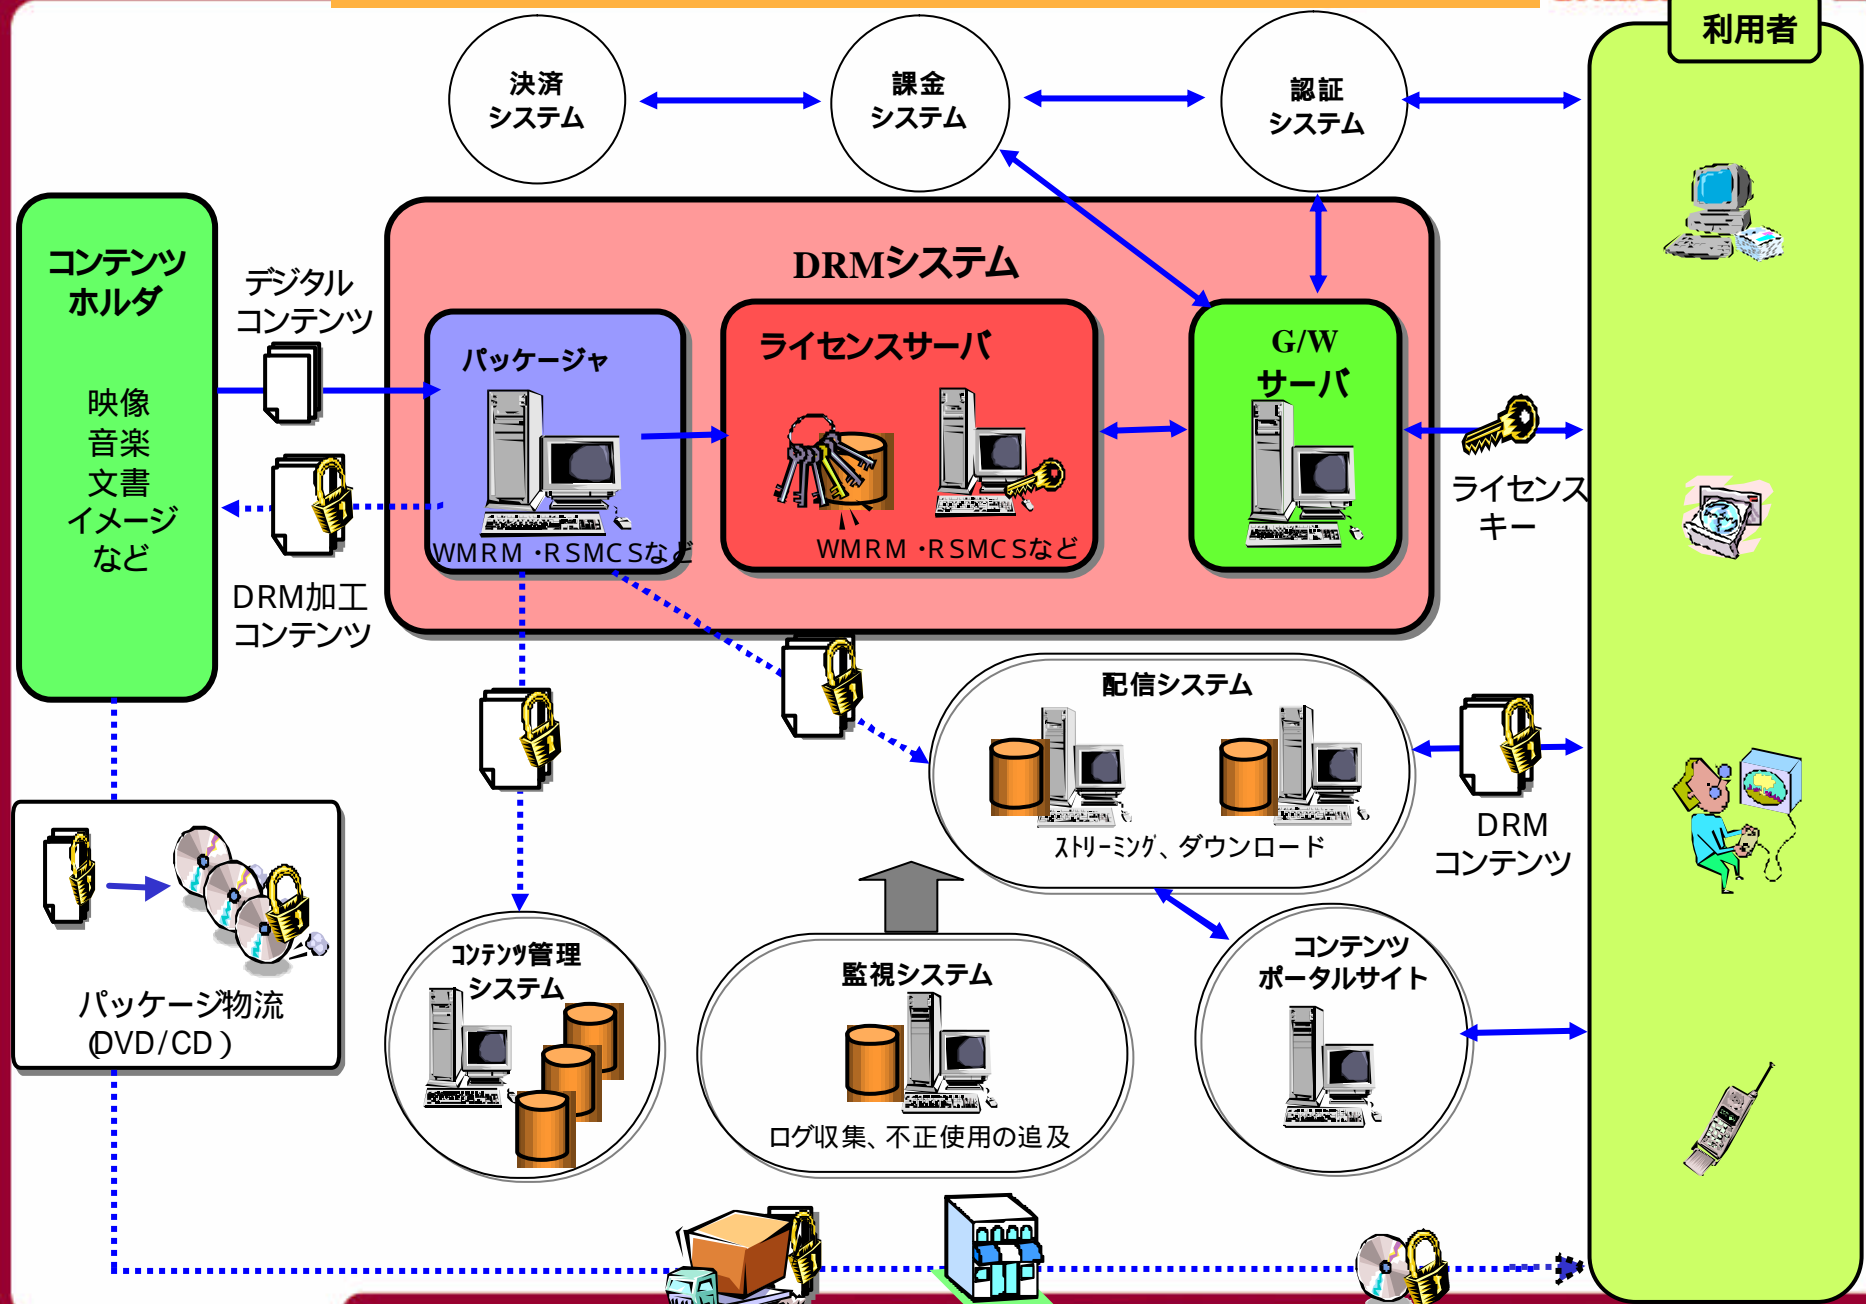 利用者
決済
システム
課金
システム
認証
システム
コンテンツ
ホルダ
映像
音楽
文書
イメージ
など
デジタル
コンテンツ
DRM加工
コンテンツ
DRMシステム
パッケージャ
WMRM・RSMCSなど
ライセンスサーバ
WMRM・RSMCSなど
G/W
サーバ
ライセンス
キー
配信システム
ストリーミング、ダウンロード
DRM
コンテンツ
パッケージ物流
(DVD/CD)
コンテンツ管理
システム
監視システム
ログ収集、不正使用の追及
コンテンツ
ポータルサイト